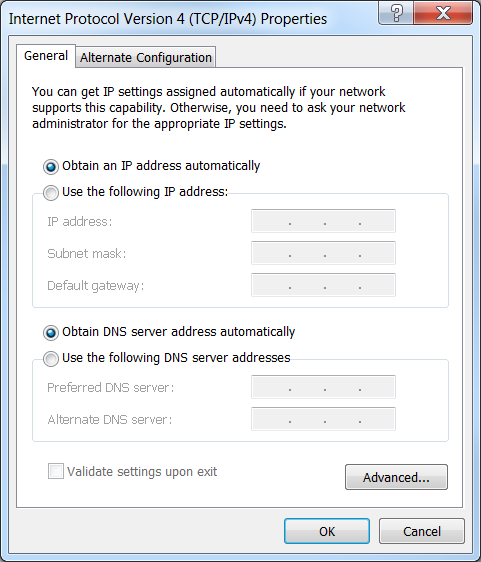 Internet Protocol Version 4 (TCP/IPv4) Properties
General
Alternate Configuration
You can get IP settings assigned automatically if your network
supports this capability. Otherwise, you need to ask your network
administrator for the appropriate IP settings.
Obtain an IP address automatically
Use the following IP address:
IP address:
. . .
Subnet mask:
. . .
Default gateway:
. . .
Obtain DNS server address automatically
Use the following DNS server addresses
Preferred DNS server:
. . .
Alternate DNS server:
. . .
Validate settings upon exit
Advanced...
OK
Cancel